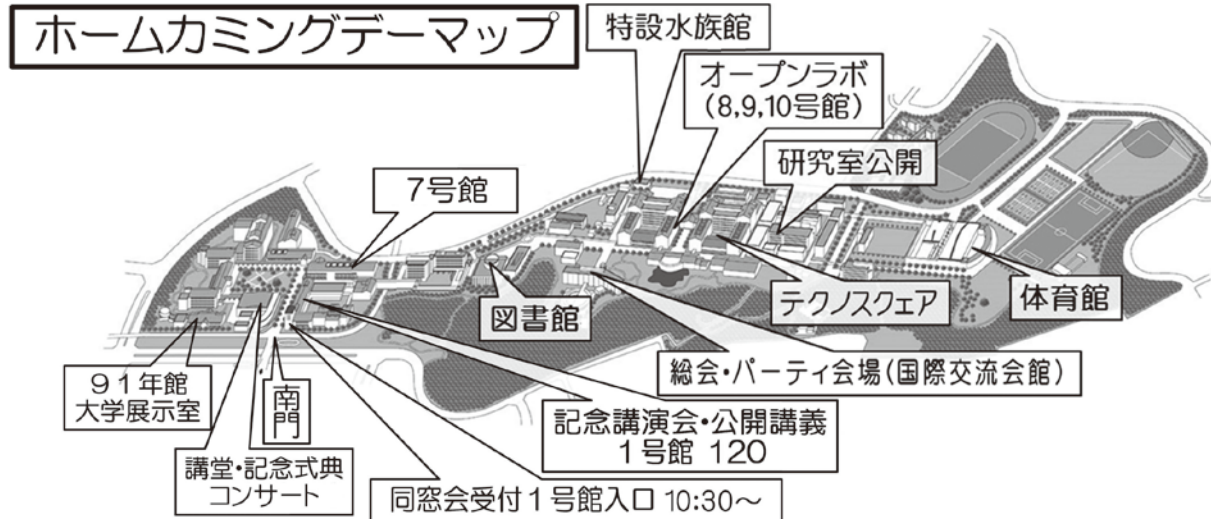 ホームカミングデーマップ
特設水族館
オープンラボ
(8,9,10号館)
研究室公開
7号館
図書館
テクノスクェア
体育館
総会・パーティ会場(国際交流会館)
91年館
大学展示室
南門
記念講演会・公開講義
1号館 120
講堂・記念式典
コンサート
同窓会受付1号館入口 10:30~